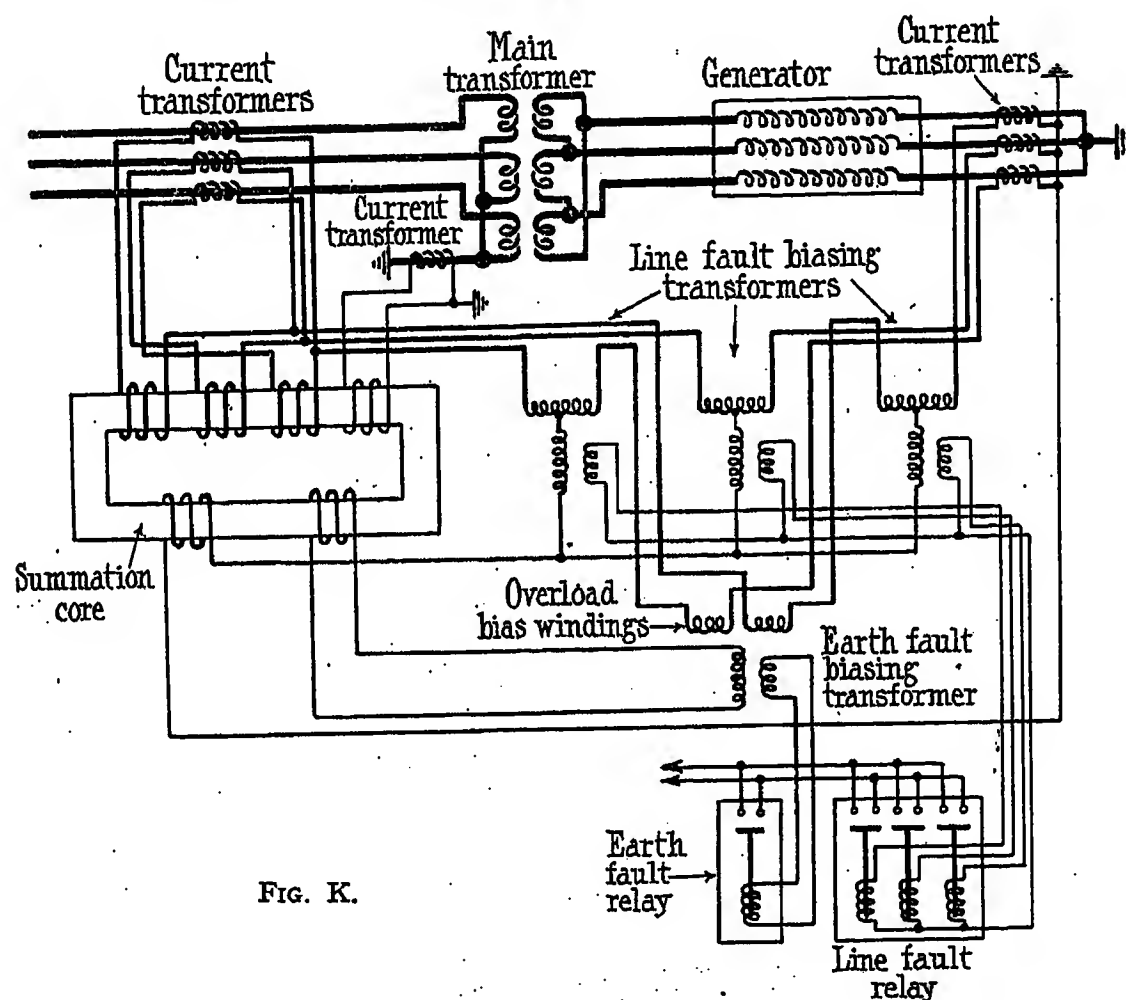 Current
transformers
Main
transformer
Generator
Current
transformers
Current
transformer
Line fault biasing
transformers
Summation
core
Overload
bias windings
Earth fault
biasing
transformer
Earth
fault
relay
Line fault
relay
FIG. K.